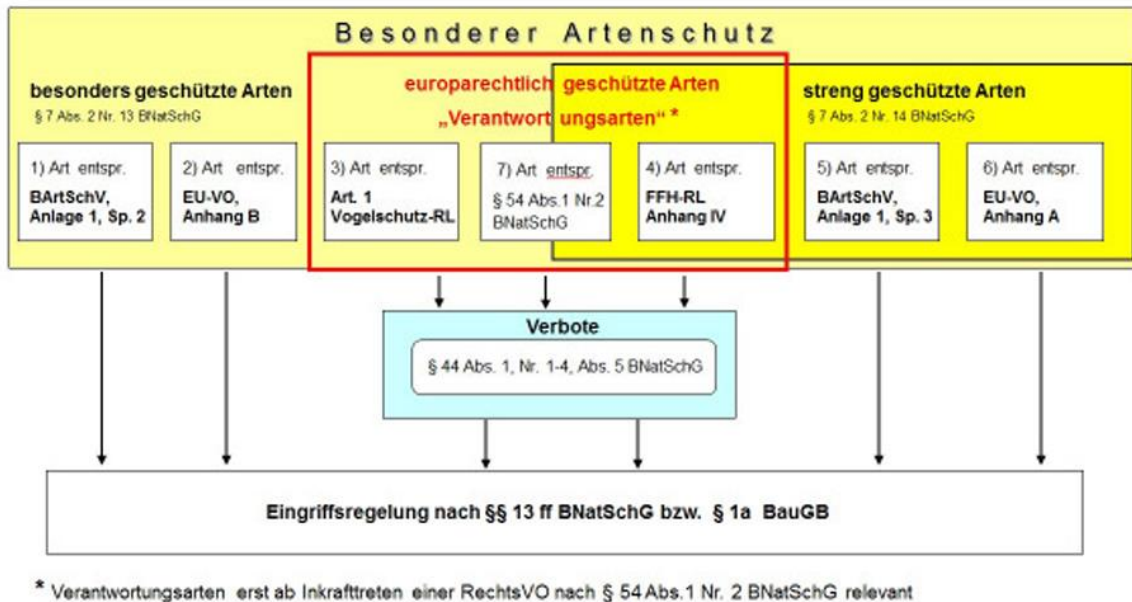 Besonderer Artenschutz
besonders geschützte Arten
§ 7 Abs. 2 Nr. 13 BNatSchG
europarechtlich geschützte Arten
„Verantwortungsarten“ *
streng geschützte Arten
§ 7 Abs. 2 Nr. 14 BNatSchG
1) Art entspr.
BArtSchV,
Anlage 1, Sp. 2
2) Art entspr.
EU-VO,
Anhang B
3) Art entspr.
Art. 1
Vogelschutz-RL
7) Art entspr.
§ 54 Abs.1 Nr.2
BNatSchG
4) Art entspr.
FFH-RL
Anhang IV
5) Art entspr.
BArtSchV,
Anlage 1, Sp. 3
6) Art entspr.
EU-VO,
Anhang A
Verbote
§ 44 Abs. 1, Nr. 1-4, Abs. 5 BNatSchG
Eingriffsregelung nach §§ 13 ff BNatSchG bzw. § 1a BauGB
* Verantwortungsarten erst ab Inkrafttreten einer RechtsVO nach § 54 Abs.1 Nr. 2 BNatSchG relevant